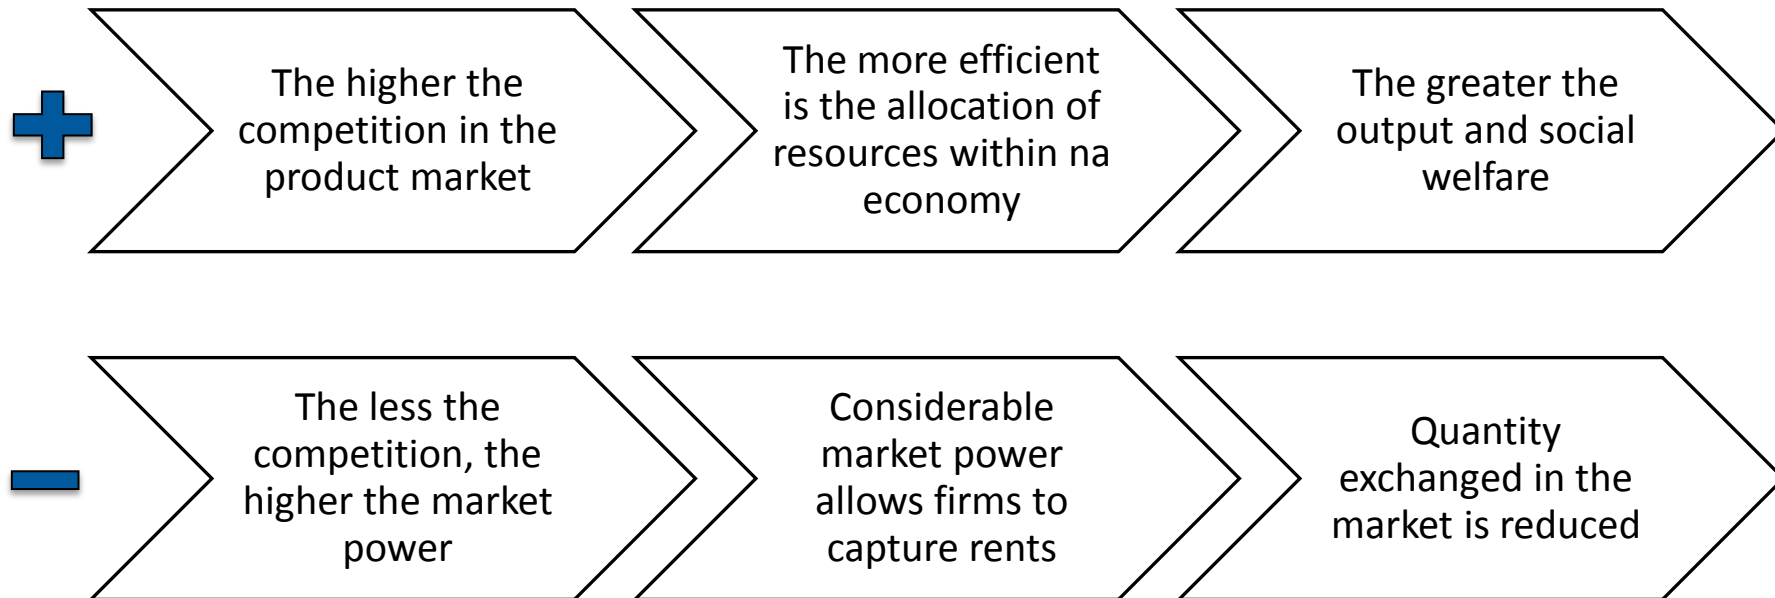 The higher the
competition in the
product market
The more efficient
is the allocation of
resources within na
economy
The greater the
output and social
welfare
The less the
competition, the
higher the market
power
Considerable
market power
allows firms to
capture rents
Quantity
exchanged in the
market is reduced